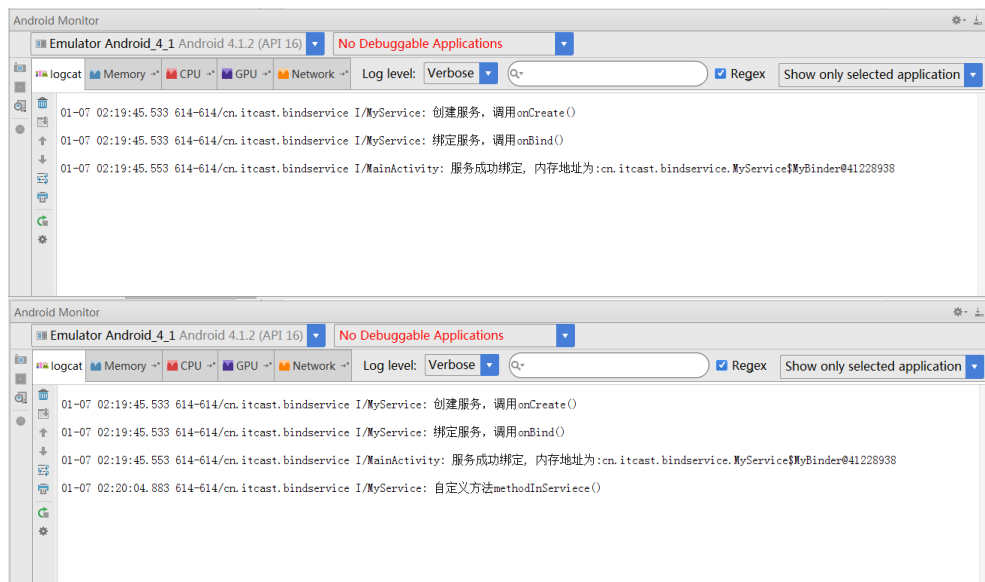 Android Monitor
Emulator Android_4_1 Android 4.1.2 (API 16) No Debuggable Applications
logcat Memory CPU GPU Network Log level: Verbose Regex Show only selected application
01-07 02:19:45.533 614-614/cn.itcast.bindservice I/MyService: 创建服务，调用onCreate()
01-07 02:19:45.533 614-614/cn.itcast.bindservice I/MyService: 绑定服务，调用onBind()
01-07 02:19:45.553 614-614/cn.itcast.bindservice I/MainActivity: 服务成功绑定，内存地址为:cn.itcast.bindservice.MyService$MyBinder@41228938
Android Monitor
Emulator Android_4_1 Android 4.1.2 (API 16) No Debuggable Applications
logcat Memory CPU GPU Network Log level: Verbose Regex Show only selected application
01-07 02:19:45.533 614-614/cn.itcast.bindservice I/MyService: 创建服务，调用onCreate()
01-07 02:19:45.533 614-614/cn.itcast.bindservice I/MyService: 绑定服务，调用onBind()
01-07 02:19:45.553 614-614/cn.itcast.bindservice I/MainActivity: 服务成功绑定，内存地址为:cn.itcast.bindservice.MyService$MyBinder@41228938
01-07 02:20:04.883 614-614/cn.itcast.bindservice I/MyService: 自定义方法methodInServiece()